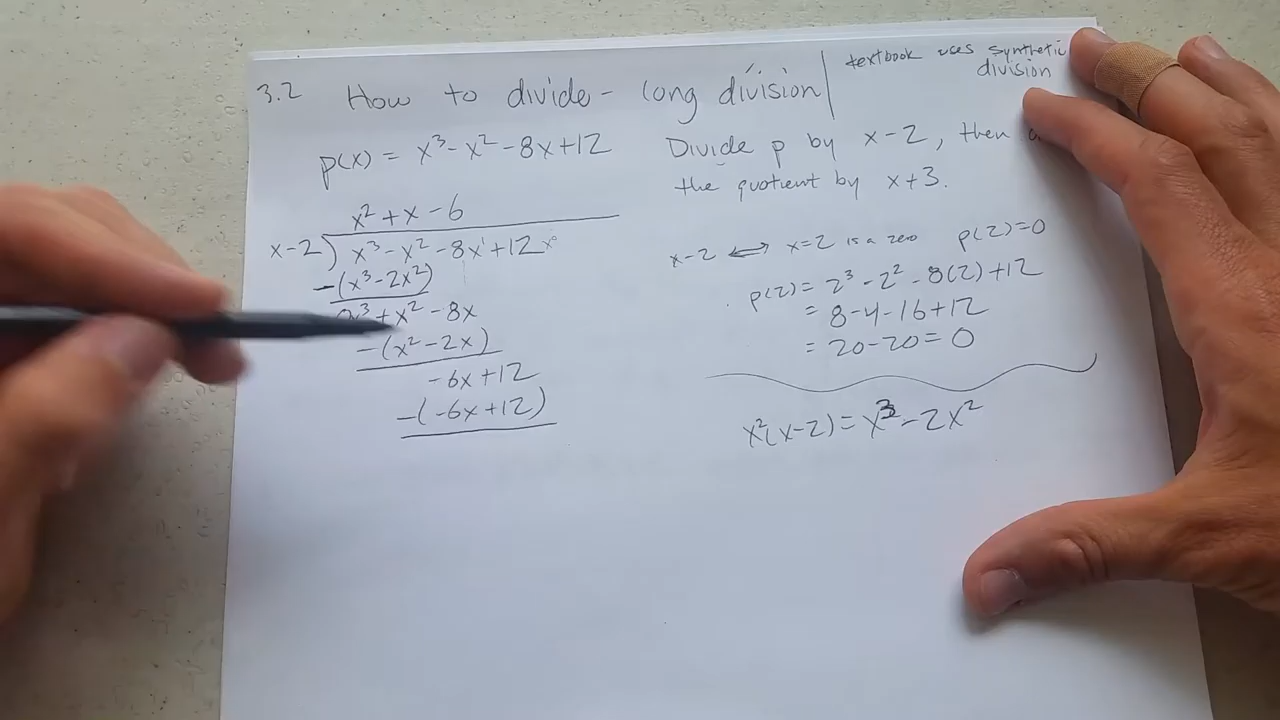 3.2 How to divide - long division
textbook uses synthetic
division
p(x) = x³ - x² - 8x + 12
Divide p by x-2, then
the quotient by x+3.
x² + x - 6
x-2 ) x³ - x² - 8x¹ + 12x⁰
-(x³ - 2x²)
+ x² - 8x
-(x² - 2x)
-6x + 12
-(-6x + 12)
x-2 ⟷ x=2 is a zero p(2)=0
p(2) = 2³ - 2² - 8(2) + 12
= 8 - 4 - 16 + 12
= 20 - 20 = 0
x²(x-2) = x³ - 2x²